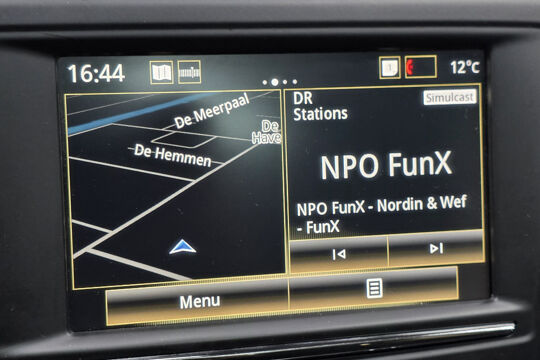 16:44
12°C
De Meerpaal
De
Have
De Hemmen
DR
Stations
Simulcast
NPO FunX
NPO FunX - Nordin & Wef
- FunX
Menu